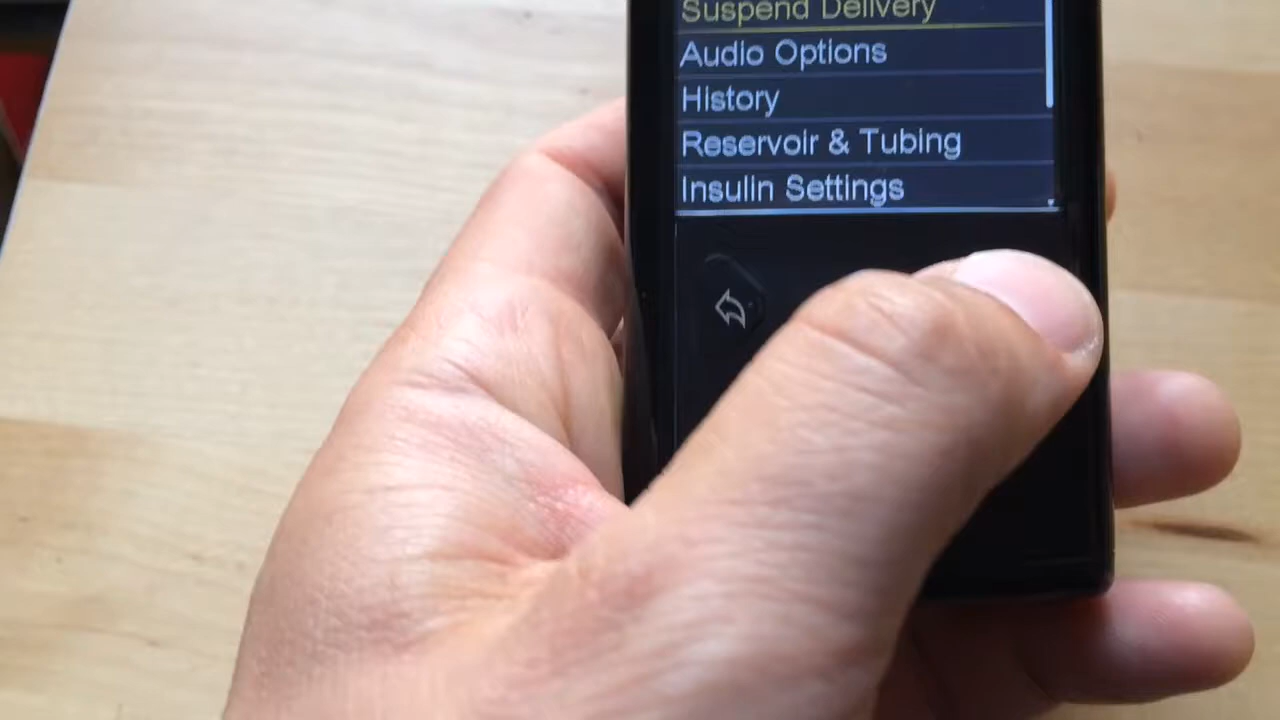 Suspend Delivery
Audio Options
History
Reservoir & Tubing
Insulin Settings